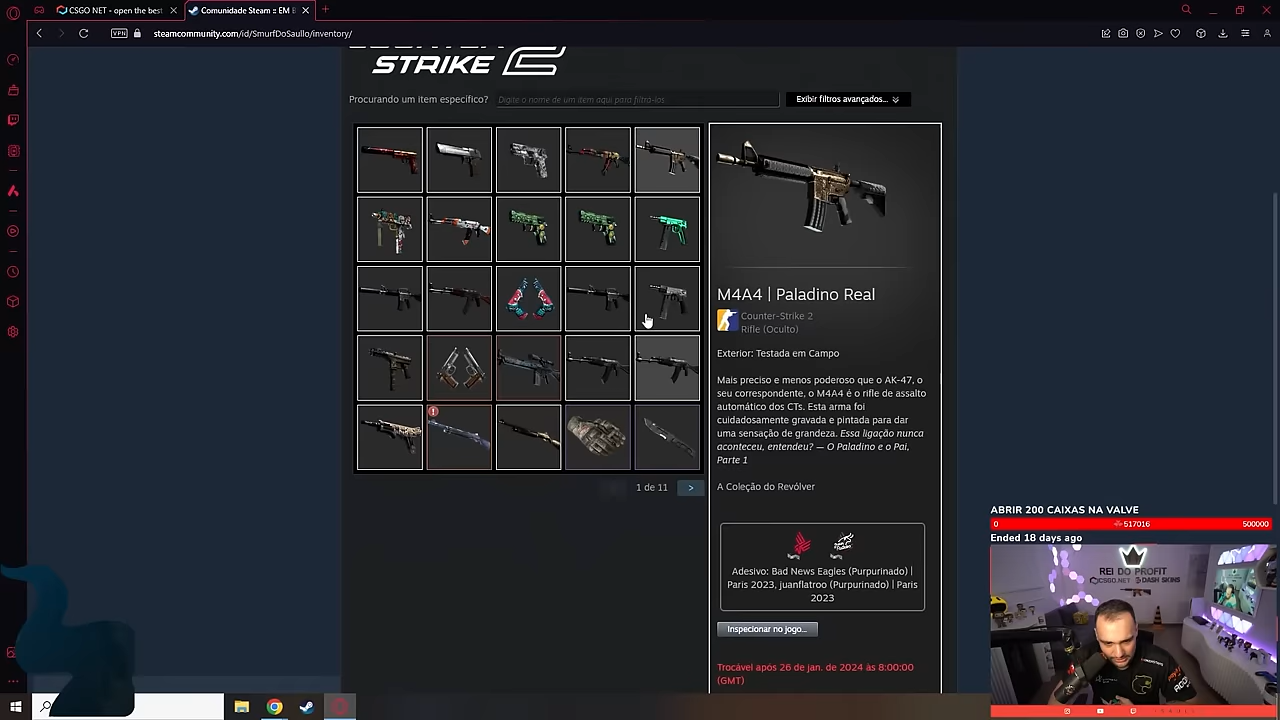 CSGO NET - open the best
Comunidade Steam :: EM B
VPN
steamcommunity.com/id/SmurfDoSaullo/inventory/
STRIKE 2
Procurando um item específico?
Digite o nome de um item aqui para filtrá-los
Exibir filtros avançados...
M4A4 | Paladino Real
Counter-Strike 2
Rifle (Oculto)
Exterior: Testada em Campo
Mais preciso e menos poderoso que o AK-47, o
seu correspondente, o M4A4 é o rifle de assalto
automático dos CTs. Esta arma foi
cuidadosamente gravada e pintada para dar
uma sensação de grandeza. Essa ligação nunca
aconteceu, entendeu? — O Paladino e o Pai,
Parte 1
A Coleção do Revólver
1 de 11
>
Adesivo: Bad News Eagles (Purpurinado) |
Paris 2023, juanflatroo (Purpurinado) | Paris
2023
Inspecionar no jogo...
Trocável após 26 de jan. de 2024 às 8:00:00
(GMT)
ABRIR 200 CAIXAS NA VALVE
0
517016
500000
Ended 18 days ago
REI DO PROFIT
CSGO.NET
DASH SKINS